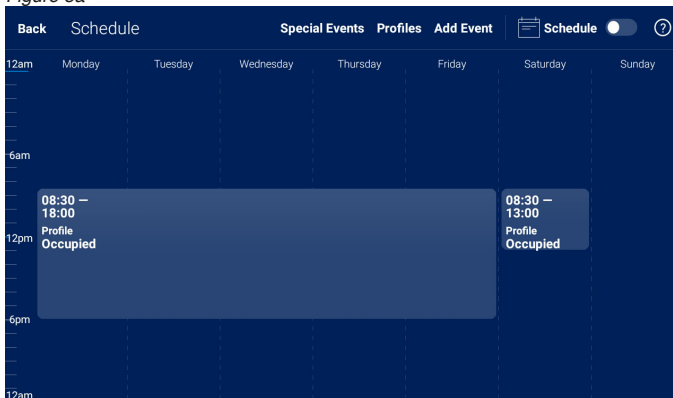 Figure 3a
Back Schedule Special Events Profiles Add Event Schedule ?
12am Monday Tuesday Wednesday Thursday Friday Saturday Sunday
6am
08:30 —
18:00
Profile
Occupied
08:30 —
13:00
Profile
Occupied
12pm
6pm
12am